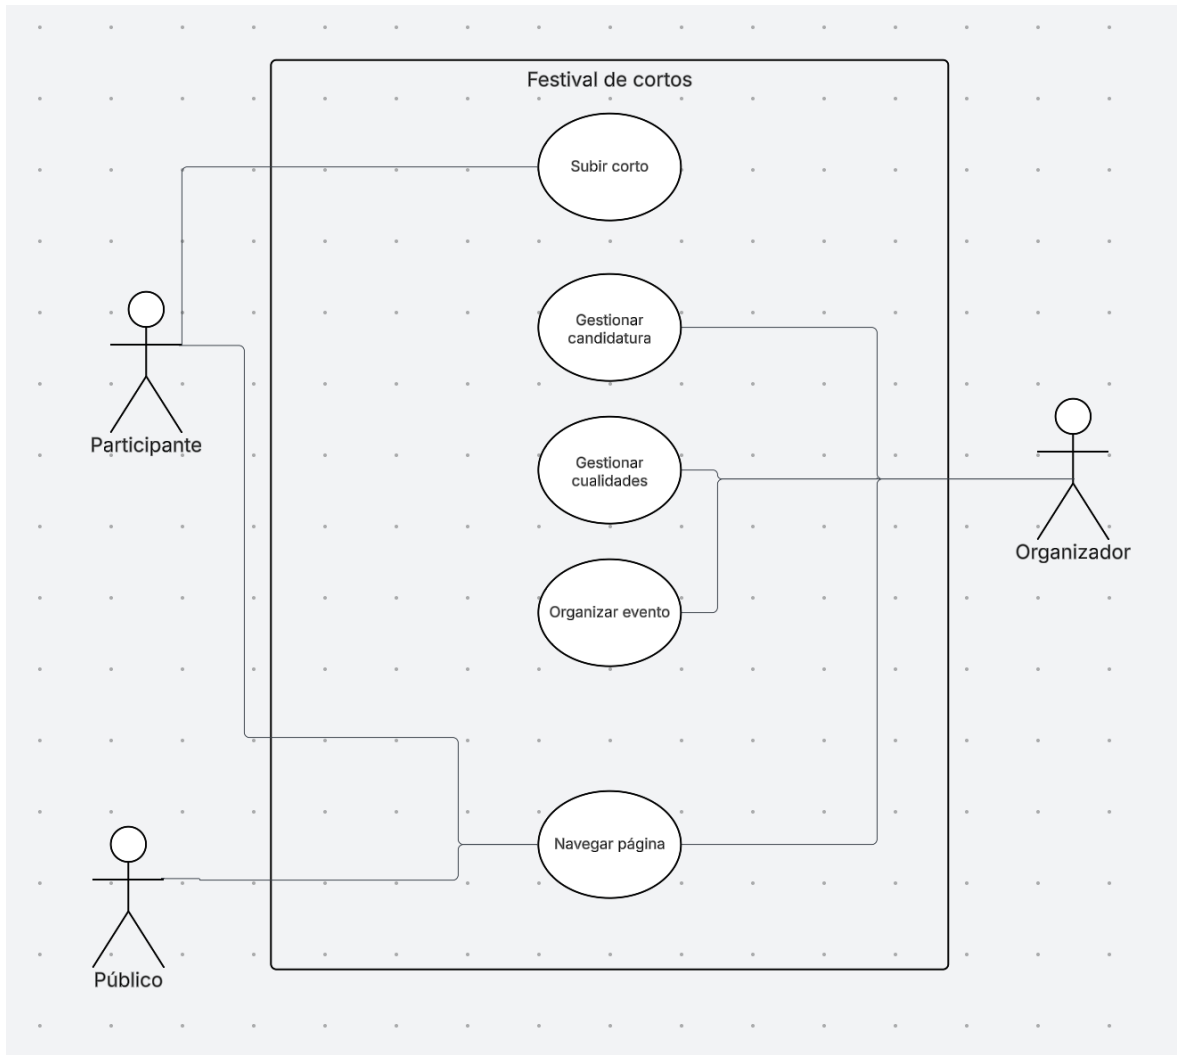 Festival de cortos
Subir corto
Gestionar
candidatura
Participante
Gestionar
cualidades
Organizador
Organizar evento
Navegar página
Público